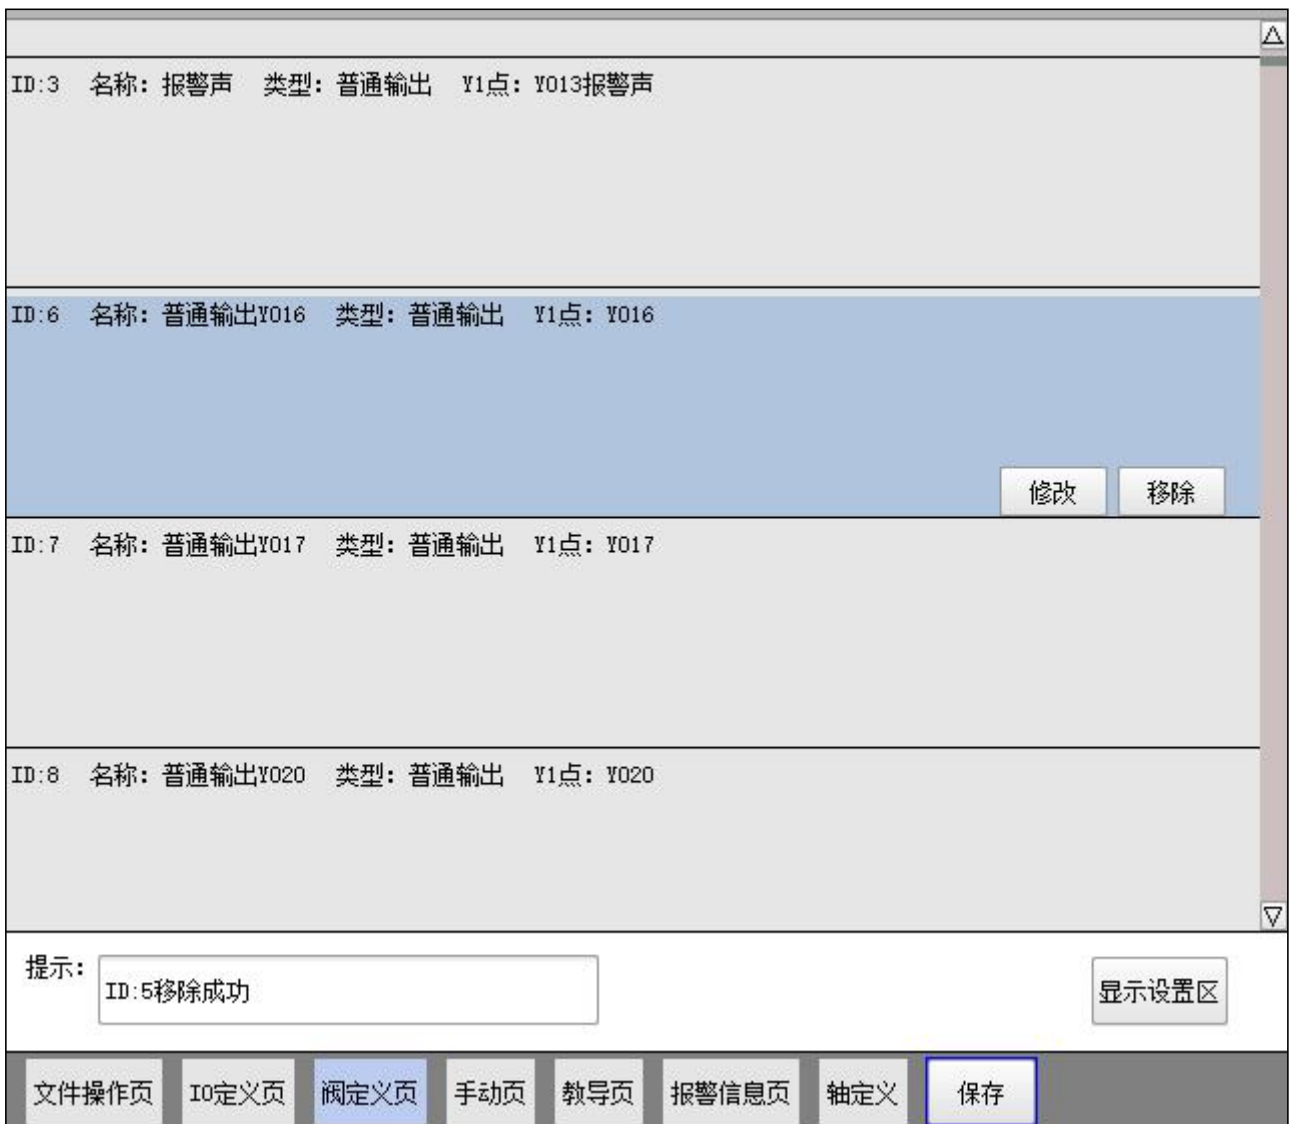 ID:3 名称：报警声 类型：普通输出 Y1点：Y013报警声
ID:6 名称：普通输出Y016 类型：普通输出 Y1点：Y016
修改 移除
ID:7 名称：普通输出Y017 类型：普通输出 Y1点：Y017
ID:8 名称：普通输出Y020 类型：普通输出 Y1点：Y020
提示：
ID:5移除成功
显示设置区
文件操作页 IO定义页 阀定义页 手动页 教导页 报警信息页 轴定义 保存